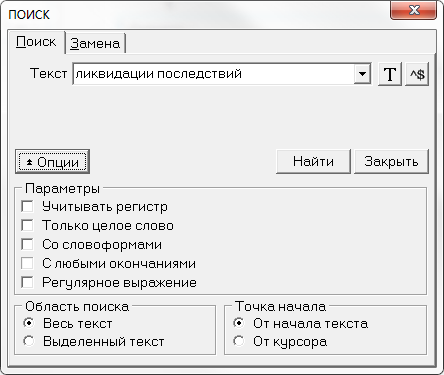 ПОИСК
Поиск Замена
Текст ликвидации последствий T ^$
Опции Найти Закрыть
Параметры
Учитывать регистр
Только целое слово
Со словоформами
С любыми окончаниями
Регулярное выражение
Область поиска Точка начала
Весь текст От начала текста
Выделенный текст От курсора